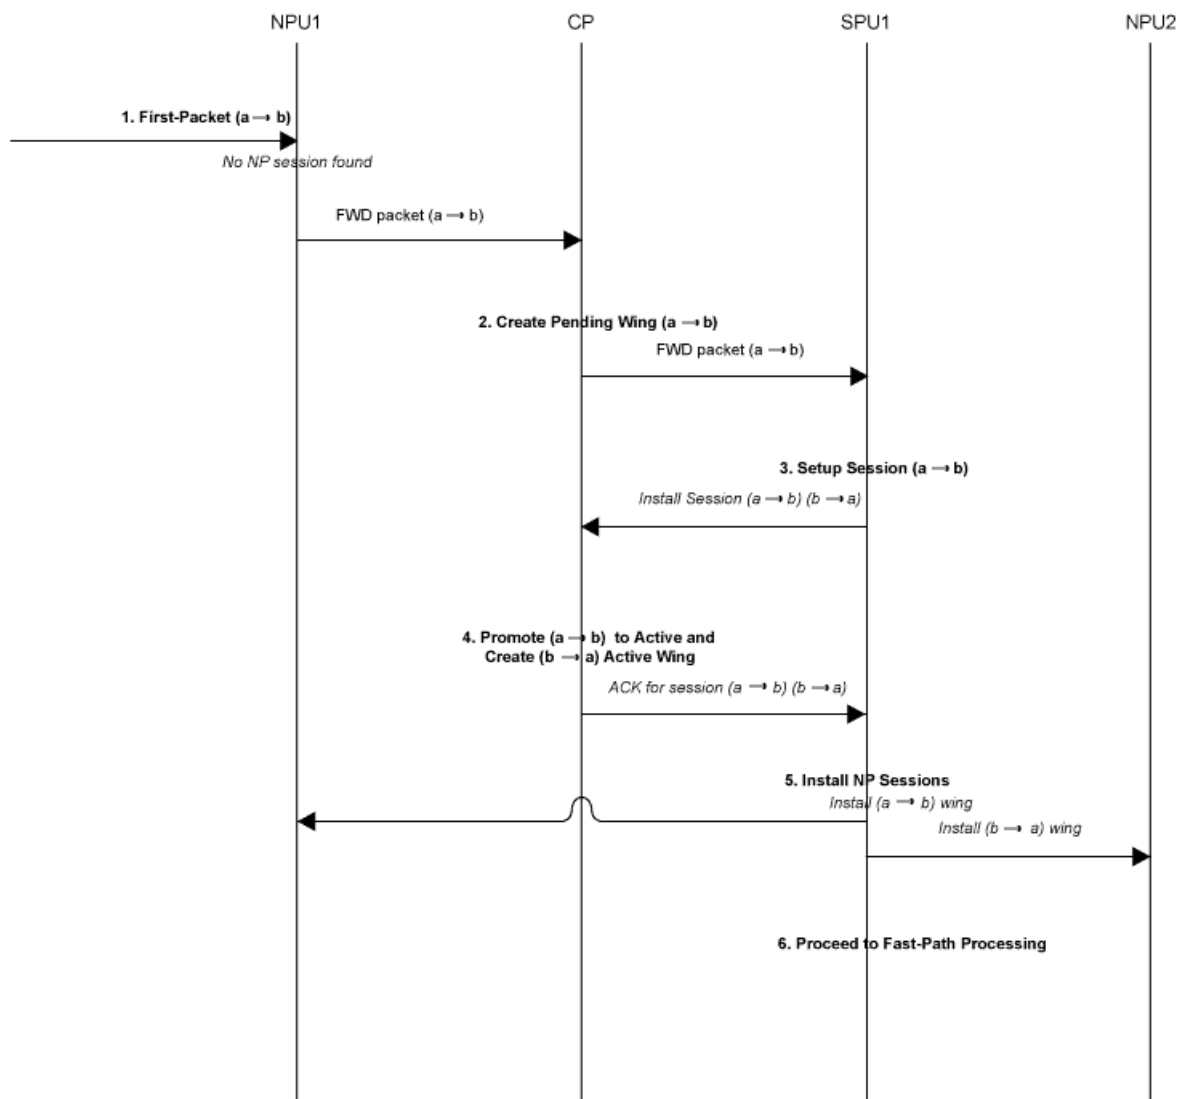 NPU1 CP SPU1 NPU2
1. First-Packet (a → b)
No NP session found
FWD packet (a → b)
2. Create Pending Wing (a → b)
FWD packet (a → b)
3. Setup Session (a → b)
Install Session (a → b) (b → a)
4. Promote (a → b) to Active and
Create (b → a) Active Wing
ACK for session (a → b) (b → a)
5. Install NP Sessions
Install (a → b) wing
Install (b → a) wing
6. Proceed to Fast-Path Processing